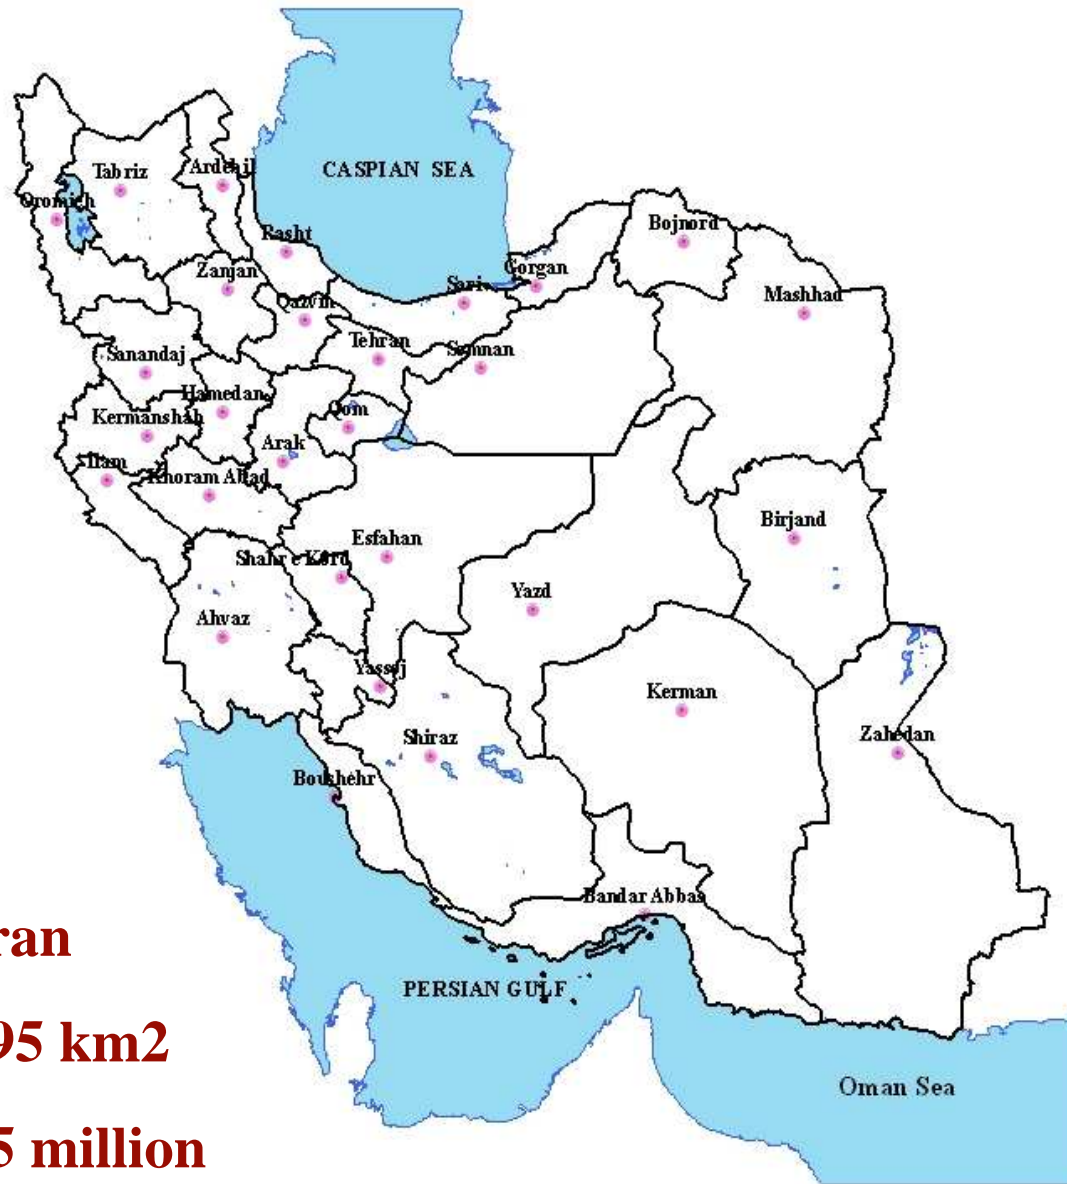 CASPIAN SEA
Tabriz
Ardebil
Oromieh
Rasht
Bojnord
Zanjan
Gorgan
Sari
Qazvin
Mashhad
Tehran
Semnan
Sanandaj
Hamedan
Qom
Kermanshah
Arak
Ilam
Khoram Abad
Birjand
Esfahan
Shahr e Kord
Yazd
Ahvaz
Yassoj
Kerman
Shiraz
Zahedan
Boushehr
Bandar Abbas
ran
PERSIAN GULF
95 km2
Oman Sea
5 million